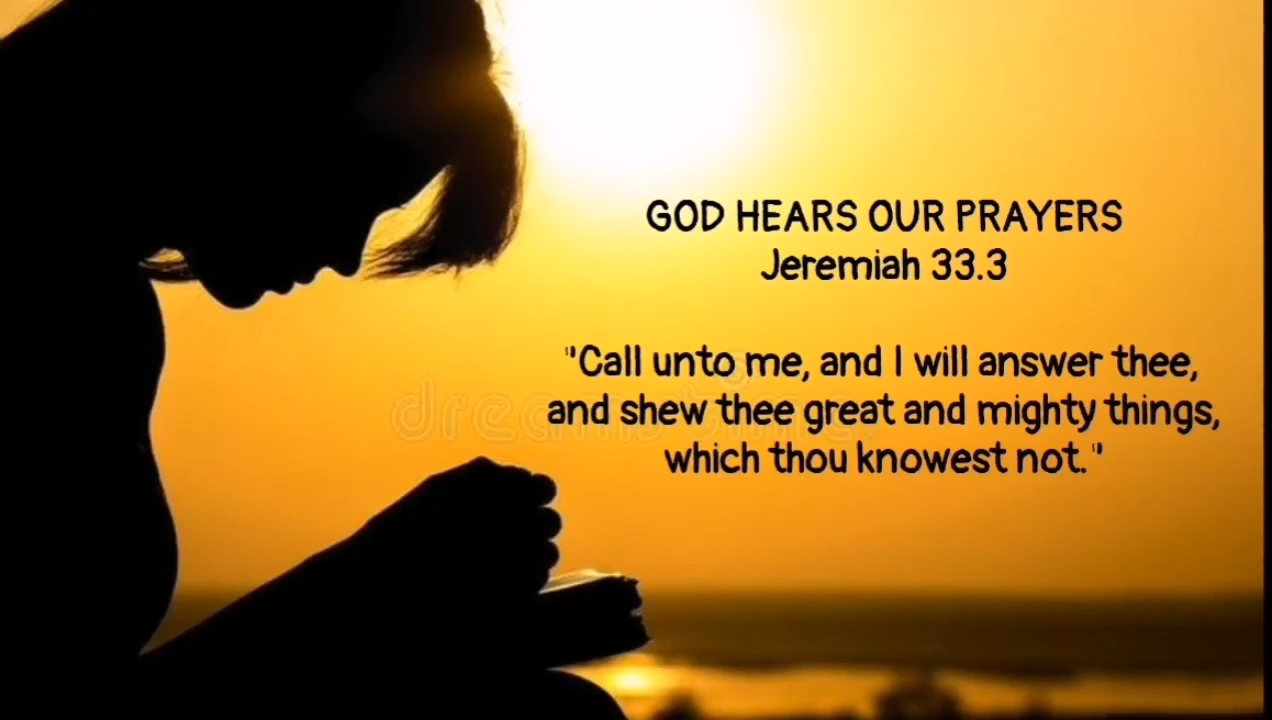 GOD HEARS OUR PRAYERS
Jeremiah 33.3
"Call unto me, and I will answer thee,
and shew thee great and mighty things,
which thou knowest not."
dreamstime